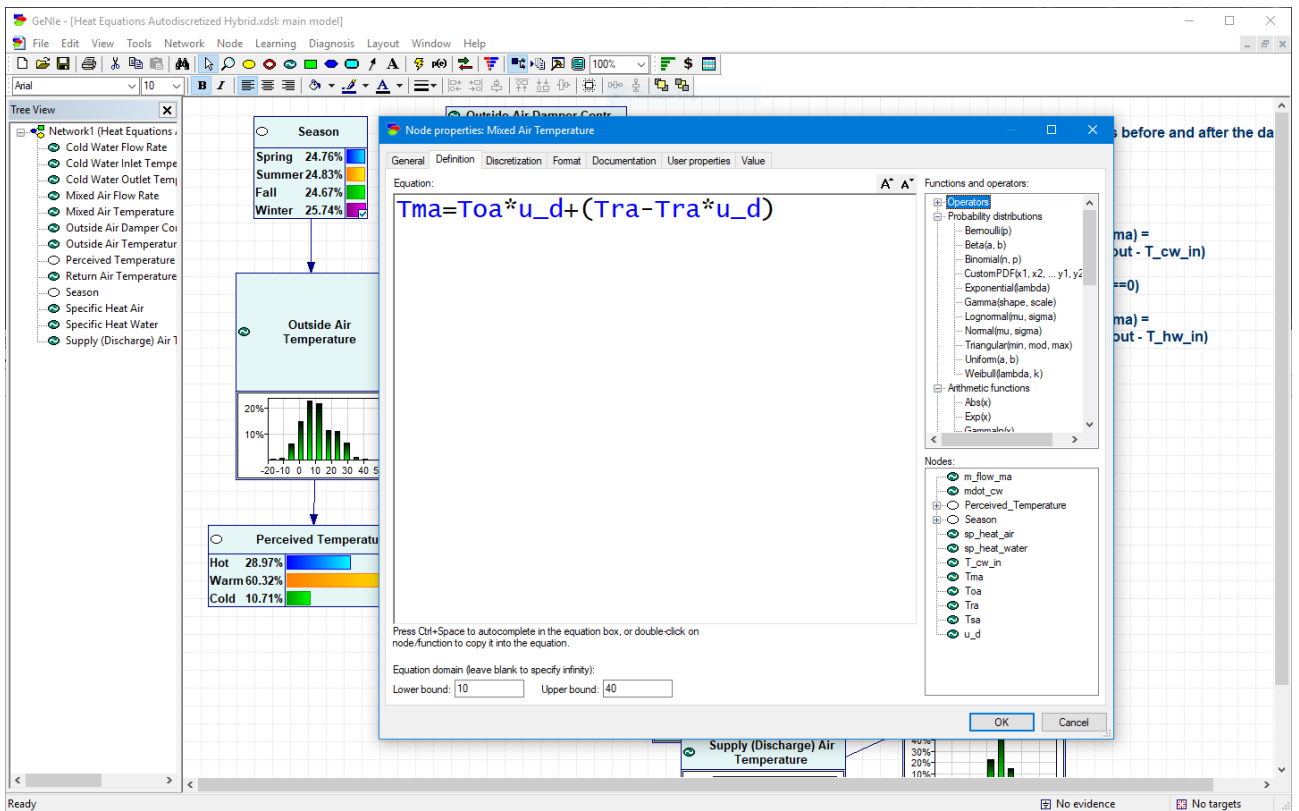 GeNIe - [Heat Equations Autodiscretized Hybrid.xdsl: main model]
File Edit View Tools Network Node Learning Diagnosis Layout Window Help
100%
Arial 10 B I A
Tree View
Network1 (Heat Equations
Cold Water Flow Rate
Cold Water Inlet Tempe
Cold Water Outlet Temp
Mixed Air Flow Rate
Mixed Air Temperature
Outside Air Damper Con
Outside Air Temperatur
Perceived Temperature
Return Air Temperature
Season
Specific Heat Air
Specific Heat Water
Supply (Discharge) Air T
Season
Spring 24.76%
Summer 24.83%
Fall 24.67%
Winter 25.74%
Outside Air
Temperature
20%
10%
-20 -10 0 10 20 30 40 5
Perceived Temperatu
Hot 28.97%
Warm 60.32%
Cold 10.71%
Outside Air Damper Contr
s before and after the da
ma) =
out - T_cw_in)
==0)
ma) =
out - T_hw_in)
Node properties: Mixed Air Temperature
General Definition Discretization Format Documentation User properties Value
Equation:
A A
Tma=Toa*u_d+(Tra-Tra*u_d)
Press Ctrl+Space to autocomplete in the equation box, or double-click on
node/function to copy it into the equation.
Equation domain (leave blank to specify infinity):
Lower bound: 10 Upper bound: 40
Functions and operators:
Operators
Probability distributions
Bernoulli(p)
Beta(a, b)
Binomial(n, p)
CustomPDF(x1, x2, ... y1, y2
Exponential(lambda)
Gamma(shape, scale)
Lognormal(mu, sigma)
Normal(mu, sigma)
Triangular(min, mod, max)
Uniform(a, b)
Weibull(lambda, k)
Arithmetic functions
Abs(x)
Exp(x)
Gammaln(x)
Nodes:
m_flow_ma
mdot_cw
Perceived_Temperature
Season
sp_heat_air
sp_heat_water
T_cw_in
Tma
Toa
Tra
Tsa
u_d
OK Cancel
Supply (Discharge) Air
Temperature
40%
30%
20%
10%
Ready
No evidence
No targets